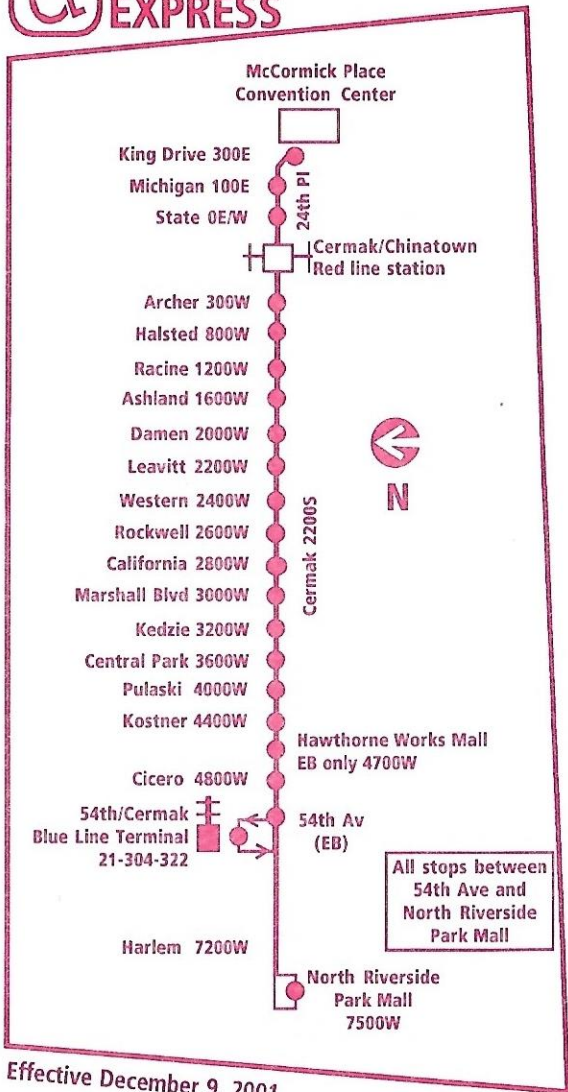 EXPRESS
McCormick Place
Convention Center
King Drive 300E
Michigan 100E
24th Pl
State 0E/W
Cermak/Chinatown
Red line station
Archer 300W
Halsted 800W
Racine 1200W
Ashland 1600W
Damen 2000W
N
Leavitt 2200W
Western 2400W
Cermak 2200S
Rockwell 2600W
California 2800W
Marshall Blvd 3000W
Kedzie 3200W
Central Park 3600W
Pulaski 4000W
Kostner 4400W
Hawthorne Works Mall
EB only 4700W
Cicero 4800W
54th/Cermak
Blue Line Terminal
21-304-322
54th Av
(EB)
All stops between
54th Ave and
North Riverside
Park Mall
Harlem 7200W
North Riverside
Park Mall
7500W
Effective December 9, 2001